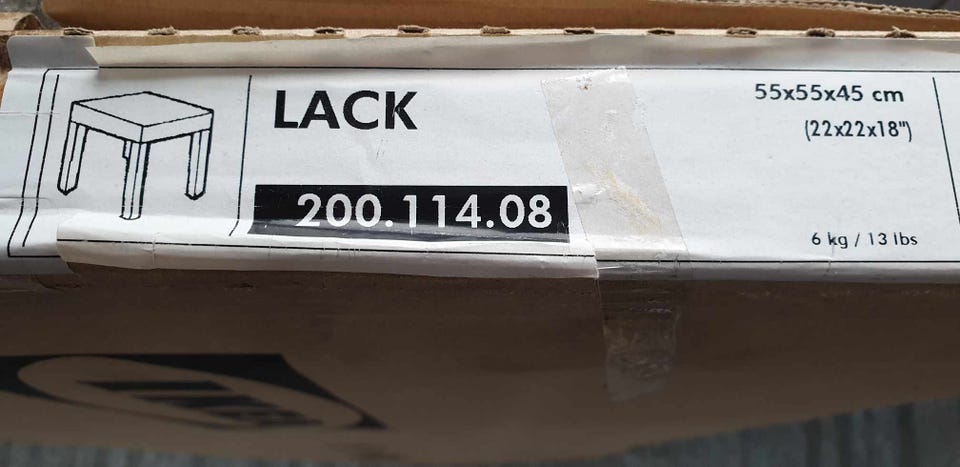 LACK
55x55x45 cm
(22x22x18")
200.114.08
6 kg / 13 lbs